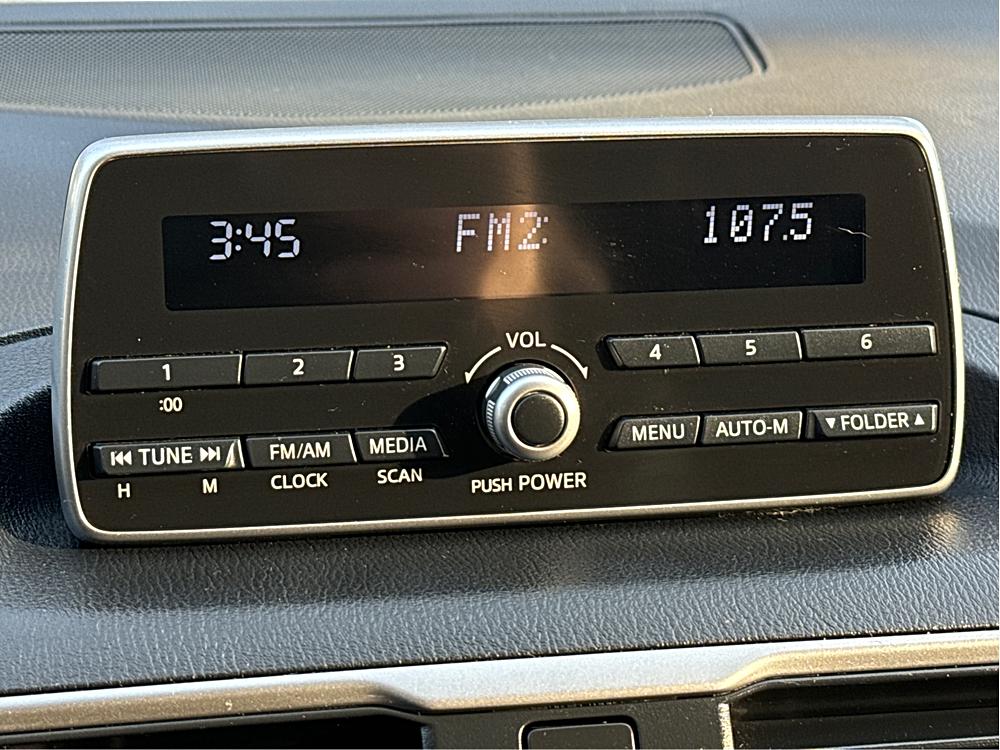 3:45 FM2 107.5
VOL
1 2 3 4 5 6
:00
TUNE FM/AM MEDIA MENU AUTO-M ▼FOLDER▲
H M CLOCK SCAN PUSH POWER